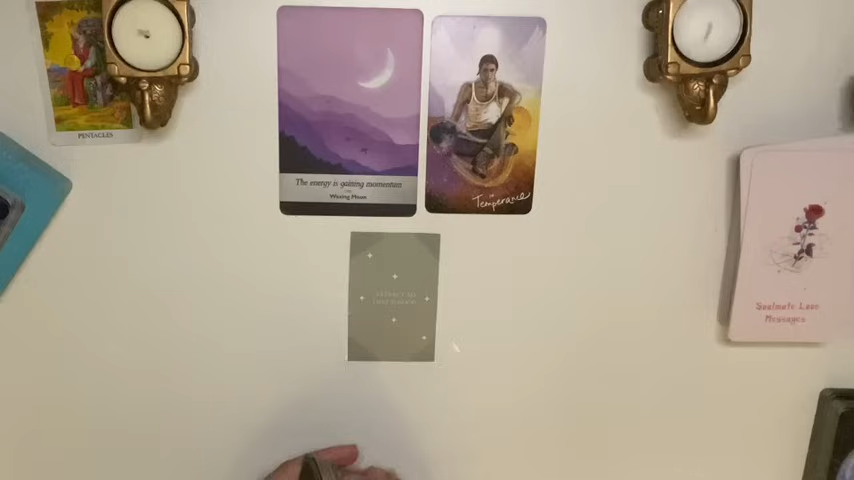 PENTACLES
The energy is gaining momentum
Waxing Moon
Temperance
Soulmate Love
Messages